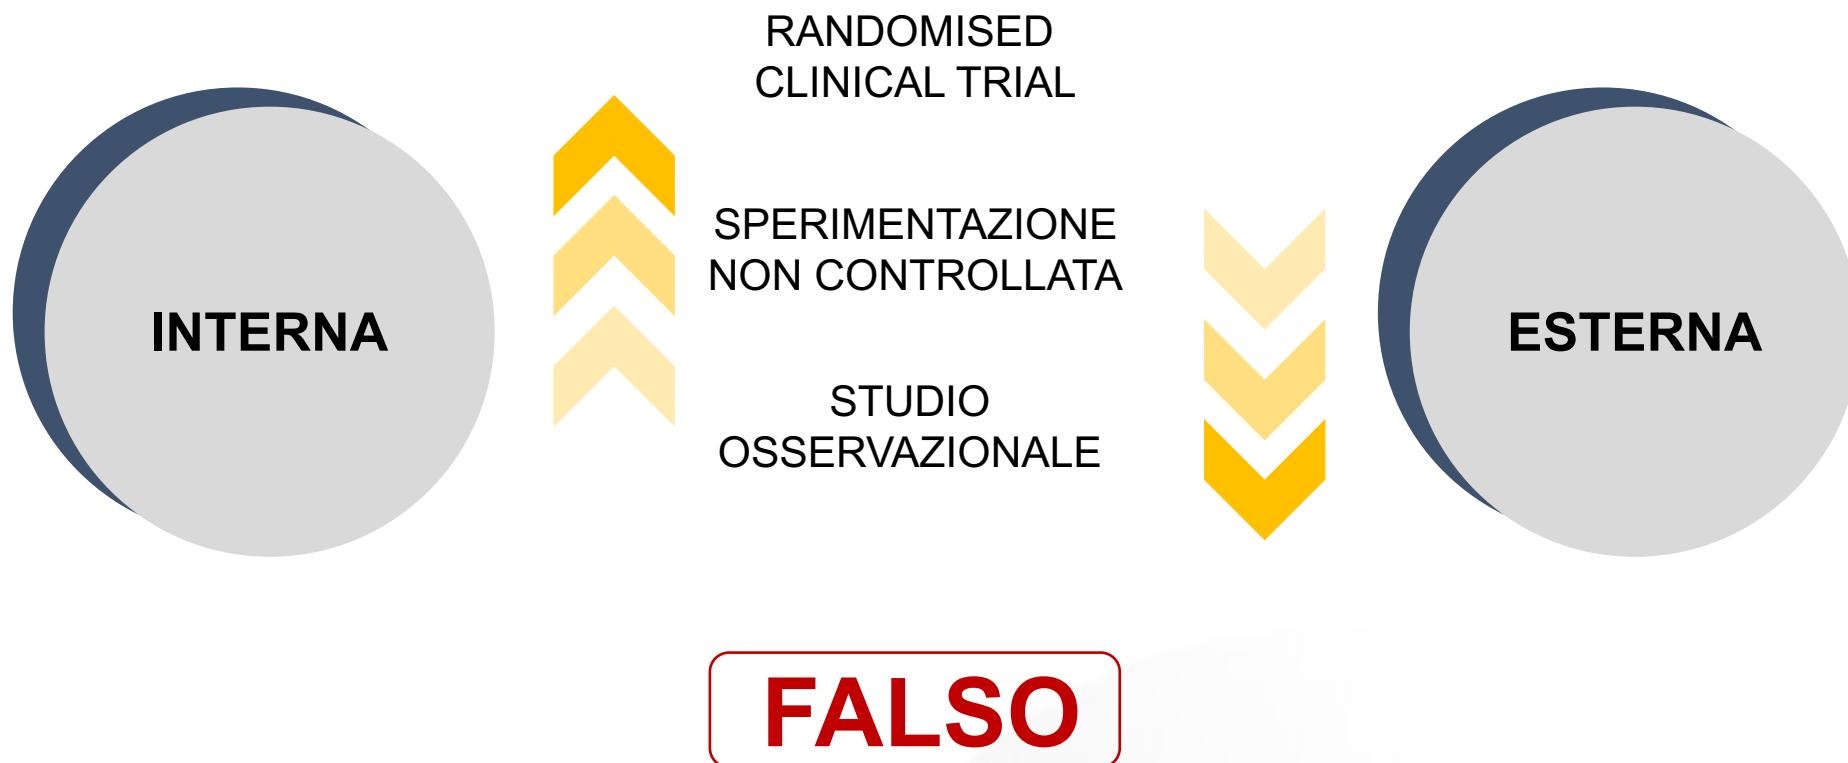 RANDOMISED
CLINICAL TRIAL
SPERIMENTAZIONE
NON CONTROLLATA
INTERNA
ESTERNA
STUDIO
OSSERVAZIONALE
FALSO